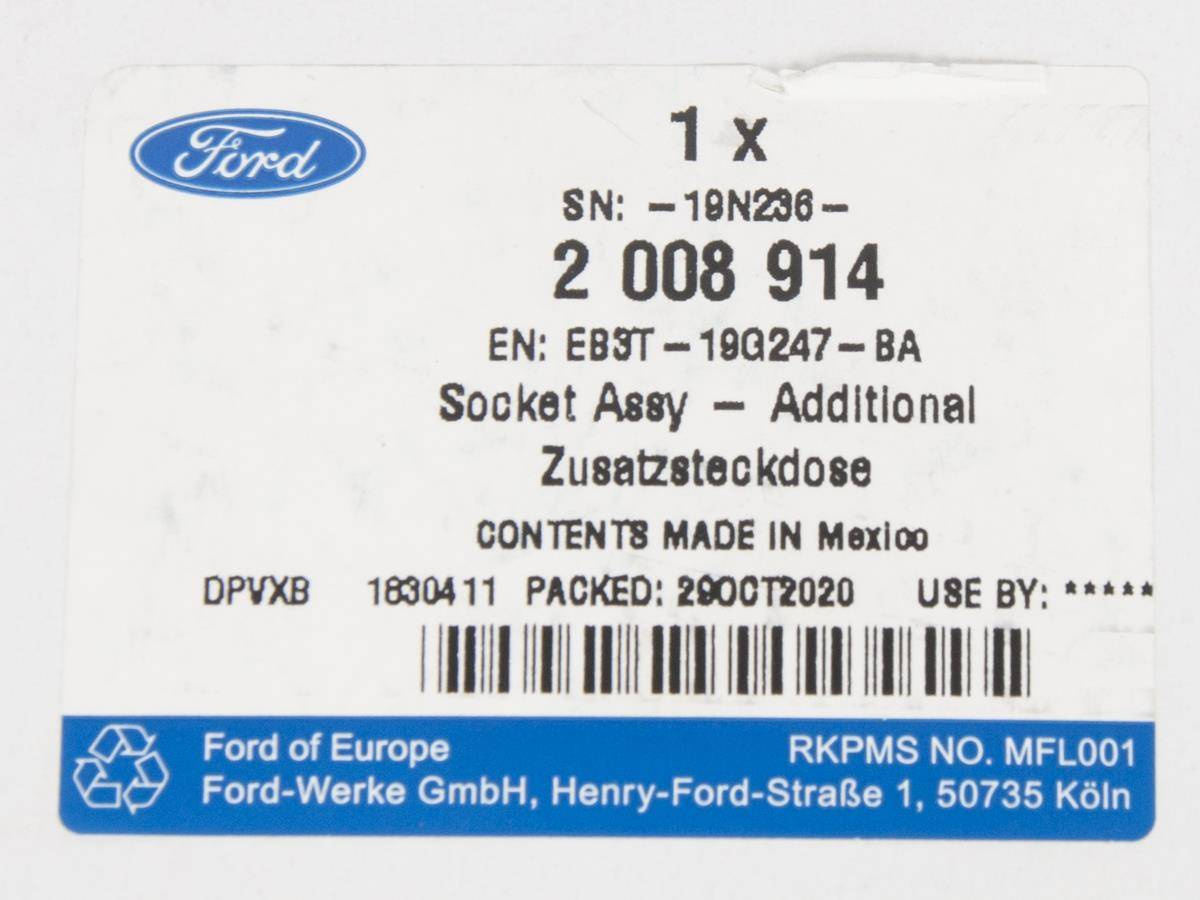 Ford
1 x
SN: -19N236-
2 008 914
EN: EB3T-19G247-BA
Socket Assy - Additional
Zusatzsteckdose
CONTENTS MADE IN Mexico
DPVXB 1830411 PACKED: 29OCT2020 USE BY: *****
Ford of Europe RKPMS NO. MFL001
Ford-Werke GmbH, Henry-Ford-Straße 1, 50735 Köln